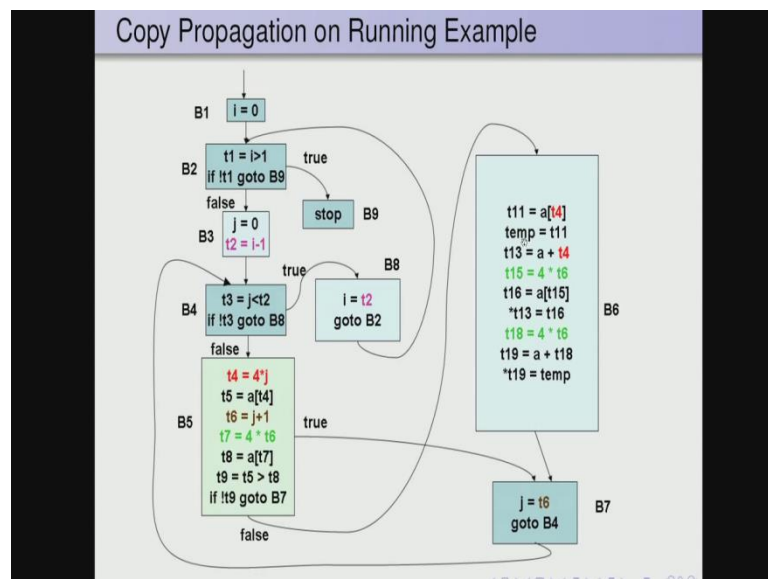 Copy Propagation on Running Example
B1
i = 0
B2
t1 = i>1
if !t1 goto B9
true
false
stop
B9
B3
j = 0
t2 = i-1
true
B8
B4
t3 = j<t2
if !t3 goto B8
i = t2
goto B2
false
B5
t4 = 4*j
t5 = a[t4]
t6 = j+1
t7 = 4 * t6
t8 = a[t7]
t9 = t5 > t8
if !t9 goto B7
true
false
t11 = a[t4]
temp = t11
t13 = a + t4
t15 = 4 * t6
t16 = a[t15]
*t13 = t16
t18 = 4 * t6
t19 = a + t18
*t19 = temp
B6
j = t6
goto B4
B7